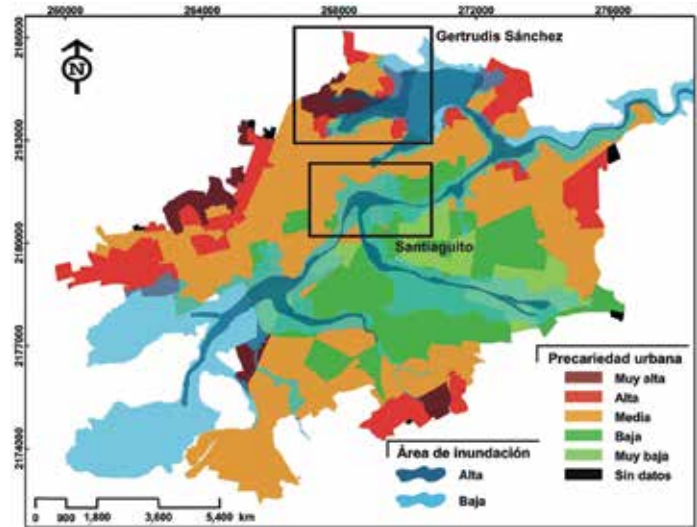 260000 264000 268000 272000 276000
2186000
2183000
2180000
2177000
2174000
N
Gertrudis Sánchez
Santiaguito
Precariedad urbana
Muy alta
Alta
Media
Baja
Muy baja
Sin datos
Área de inundación
Alta
Baja
0 900 1,800 3,600 5,400 km